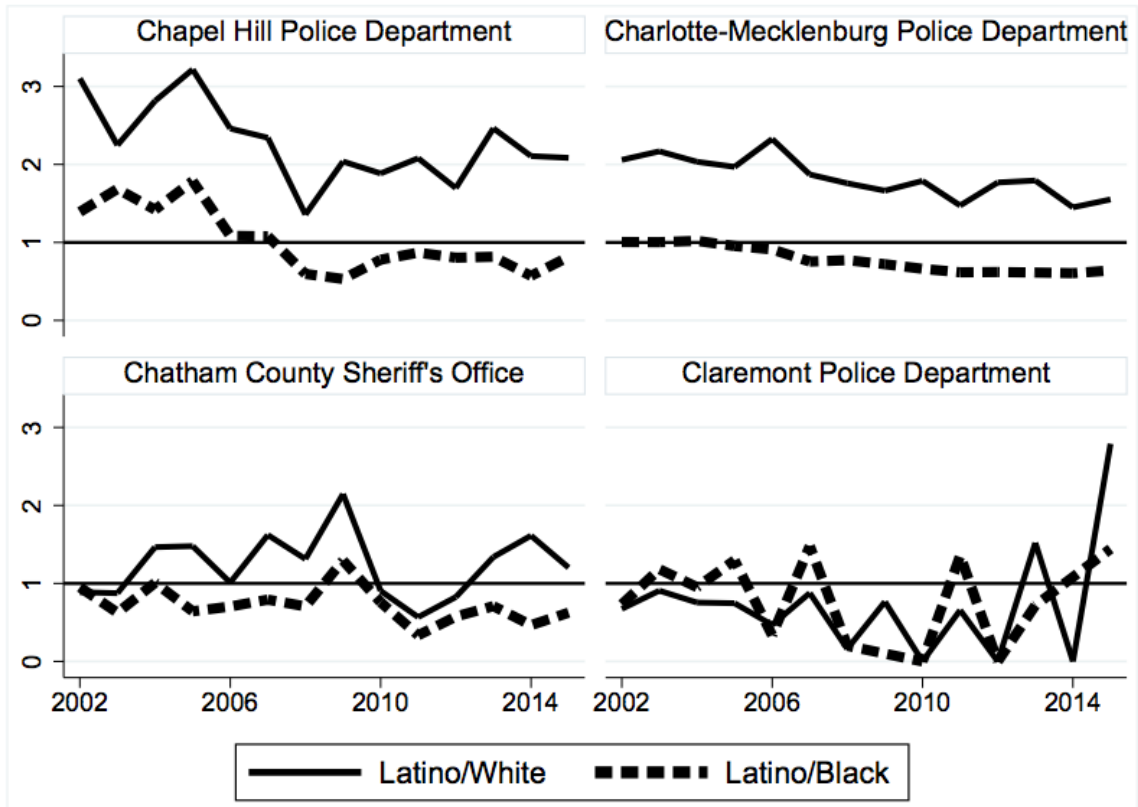 Chapel Hill Police Department
Charlotte-Mecklenburg Police Department
3
2
1
0
Chatham County Sheriff's Office
Claremont Police Department
3
2
1
0
2002 2006 2010 2014
2002 2006 2010 2014
Latino/White Latino/Black